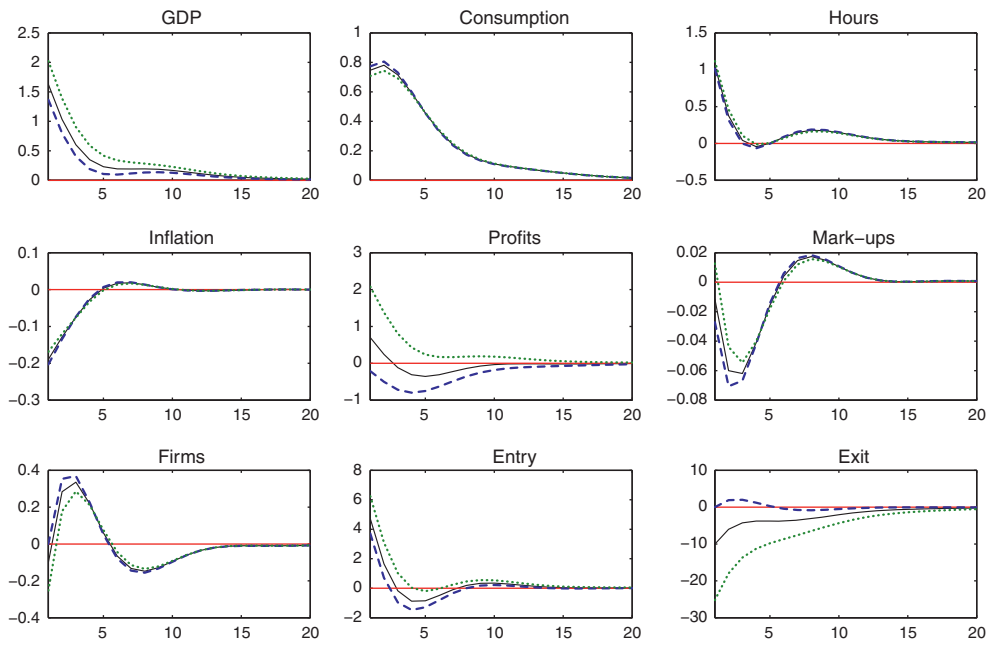 GDP
2.5
2
1.5
1
0.5
0
5 10 15 20
Consumption
1
0.8
0.6
0.4
0.2
0
5 10 15 20
Hours
1.5
1
0.5
0
−0.5
5 10 15 20
Inflation
0.1
0
−0.1
−0.2
−0.3
5 10 15 20
Profits
3
2
1
0
−1
5 10 15 20
Mark−ups
0.02
0
−0.02
−0.04
−0.06
−0.08
5 10 15 20
Firms
0.4
0.2
0
−0.2
−0.4
5 10 15 20
Entry
8
6
4
2
0
−2
5 10 15 20
Exit
10
0
−10
−20
−30
5 10 15 20